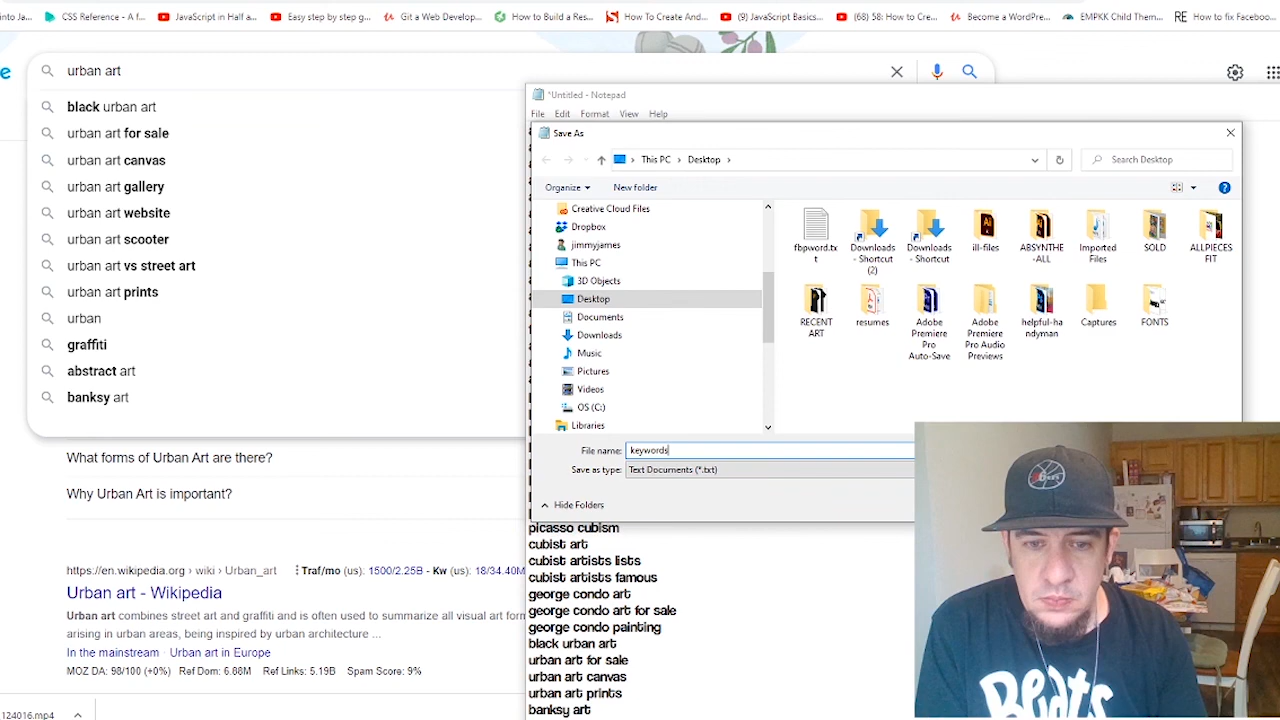 into Ja...
CSS Reference - A f...
JavaScript in Half a...
Easy step by step g...
Git a Web Develop...
How to Build a Res...
How To Create And...
(9) JavaScript Basics...
(68) 58: How to Cre...
Become a WordPre...
EMPKK Child Them...
RE How to fix Faceboo...
urban art
black urban art
urban art for sale
urban art canvas
urban art gallery
urban art website
urban art scooter
urban art vs street art
urban art prints
urban
graffiti
abstract art
banksy art
What forms of Urban Art are there?
Why Urban Art is important?
https://en.wikipedia.org › wiki › Urban_art
Traf/mo (us): 1500/2.25B - Kw (us): 18/34.40M
Urban art - Wikipedia
Urban art combines street art and graffiti and is often used to summarize all visual art for
arising in urban areas, being inspired by urban architecture ...
In the mainstream · Urban art in Europe
MOZ DA: 98/100 (+0%) Ref Dom: 6.88M Ref Links: 5.19B Spam Score: 9%
124016.mp4
*Untitled - Notepad
File Edit Format View Help
Save As
This PC › Desktop ›
Search Desktop
Organize
New folder
Creative Cloud Files
Dropbox
jimmyjames
This PC
3D Objects
Desktop
Documents
Downloads
Music
Pictures
Videos
OS (C:)
Libraries
fbpword.tx
t
Downloads
- Shortcut
(2)
Downloads
- Shortcut
ill-files
ABSYNTHE
-ALL
Imported
Files
SOLD
ALLPIECES
FIT
RECENT
ART
resumes
Adobe
Premiere
Pro
Auto-Save
Adobe
Premiere
Pro Audio
Previews
helpful-ha
ndyman
Captures
FONTS
File name: keywords
Save as type: Text Documents (*.txt)
Hide Folders
picasso cubism
cubist art
cubist artists lists
cubist artists famous
george condo art
george condo art for sale
george condo painting
black urban art
urban art for sale
urban art canvas
urban art prints
banksy art
Beats